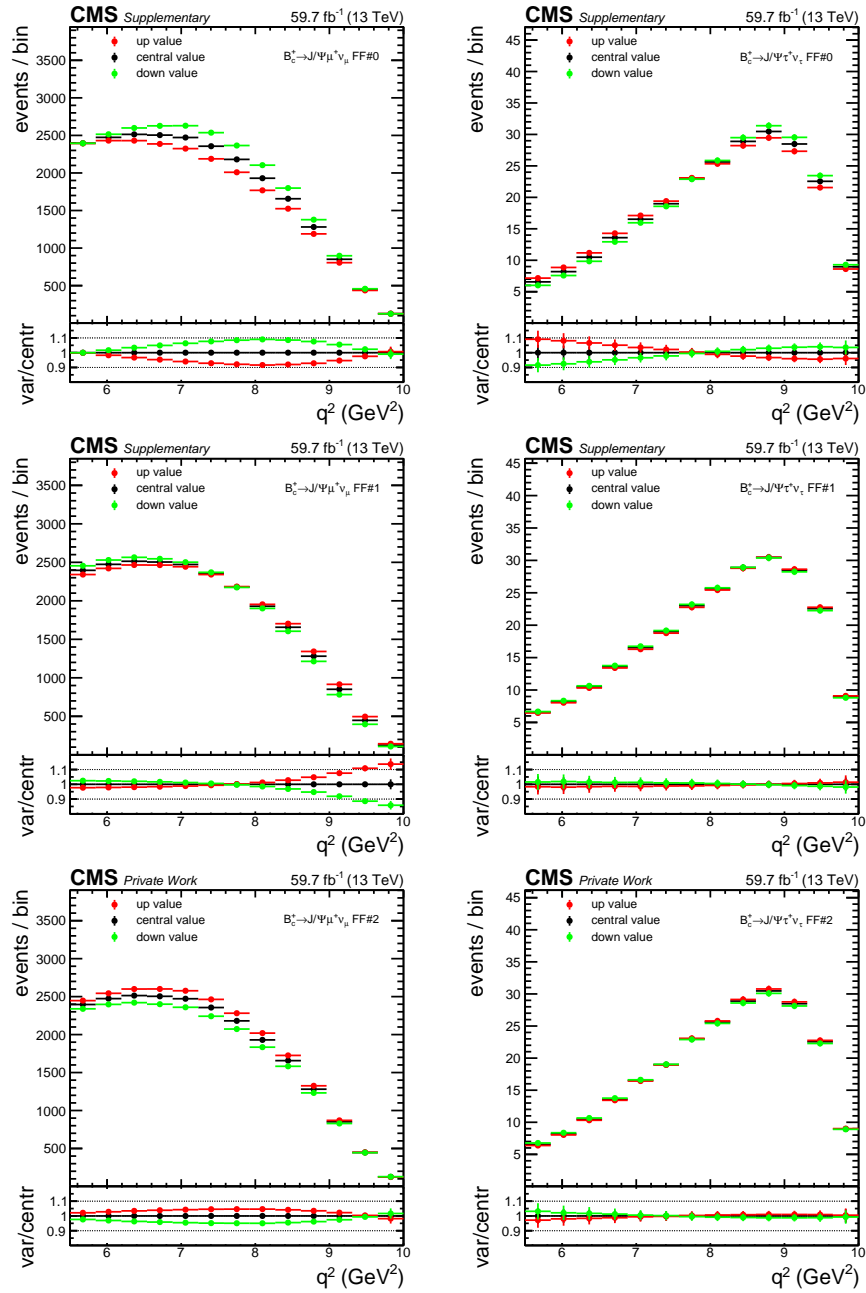 CMS Supplementary 59.7 fb⁻¹ (13 TeV)
events / bin
3500
3000
2500
2000
1500
1000
500
up value
central value
down value
B_c^+→J/Ψμ^+ν_μ FF#0
var/centr
1.1
1
0.9
6 7 8 9 10
q² (GeV²)
CMS Supplementary 59.7 fb⁻¹ (13 TeV)
events / bin
45
40
35
30
25
20
15
10
5
up value
central value
down value
B_c^+→J/Ψτ^+ν_τ FF#0
var/centr
1.1
1
0.9
6 7 8 9 10
q² (GeV²)
CMS Supplementary 59.7 fb⁻¹ (13 TeV)
events / bin
3500
3000
2500
2000
1500
1000
500
up value
central value
down value
B_c^+→J/Ψμ^+ν_μ FF#1
var/centr
1.1
1
0.9
6 7 8 9 10
q² (GeV²)
CMS Supplementary 59.7 fb⁻¹ (13 TeV)
events / bin
45
40
35
30
25
20
15
10
5
up value
central value
down value
B_c^+→J/Ψτ^+ν_τ FF#1
var/centr
1.1
1
0.9
6 7 8 9 10
q² (GeV²)
CMS Private Work 59.7 fb⁻¹ (13 TeV)
events / bin
3500
3000
2500
2000
1500
1000
500
up value
central value
down value
B_c^+→J/Ψμ^+ν_μ FF#2
var/centr
1.1
1
0.9
6 7 8 9 10
q² (GeV²)
CMS Private Work 59.7 fb⁻¹ (13 TeV)
events / bin
45
40
35
30
25
20
15
10
5
up value
central value
down value
B_c^+→J/Ψτ^+ν_τ FF#2
var/centr
1.1
1
0.9
6 7 8 9 10
q² (GeV²)